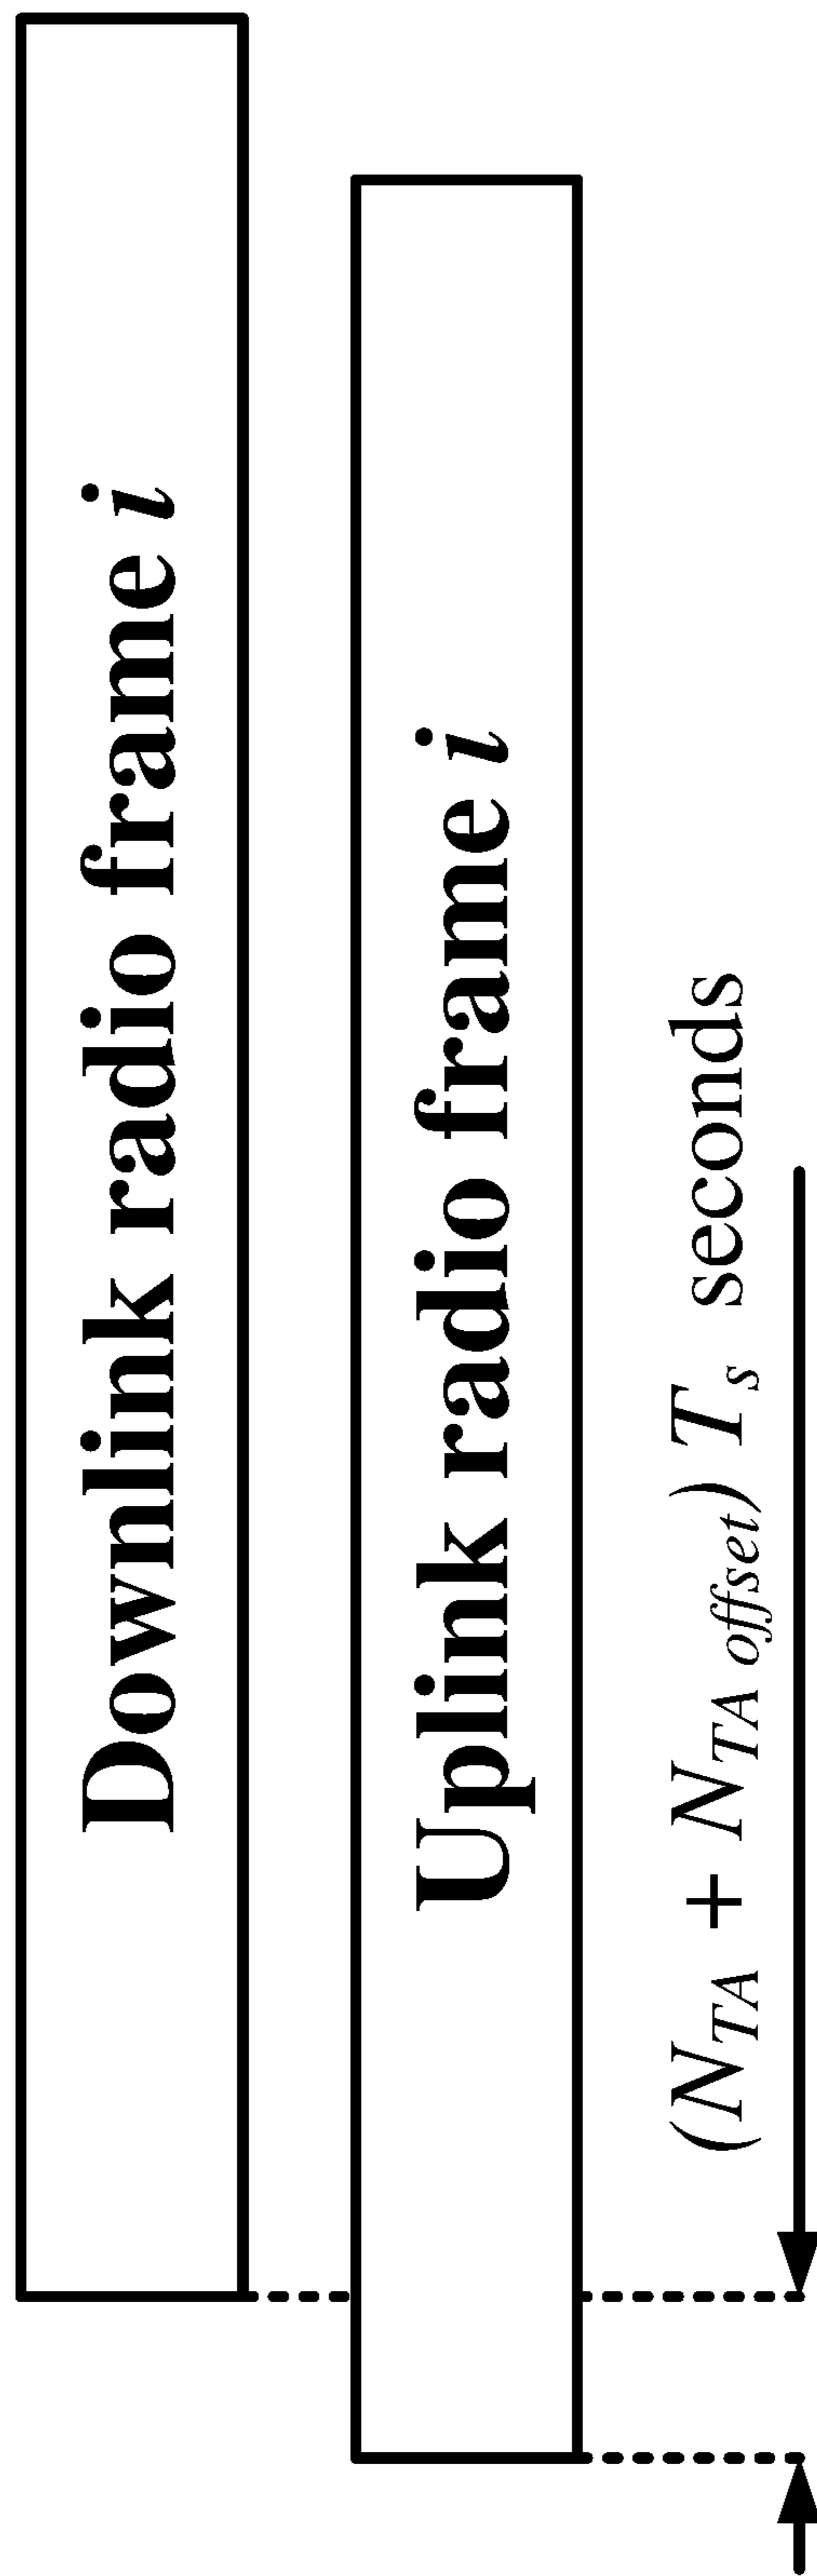 Downlink radio frame i
Uplink radio frame i
(N_TA + N_TA offset) T_s seconds